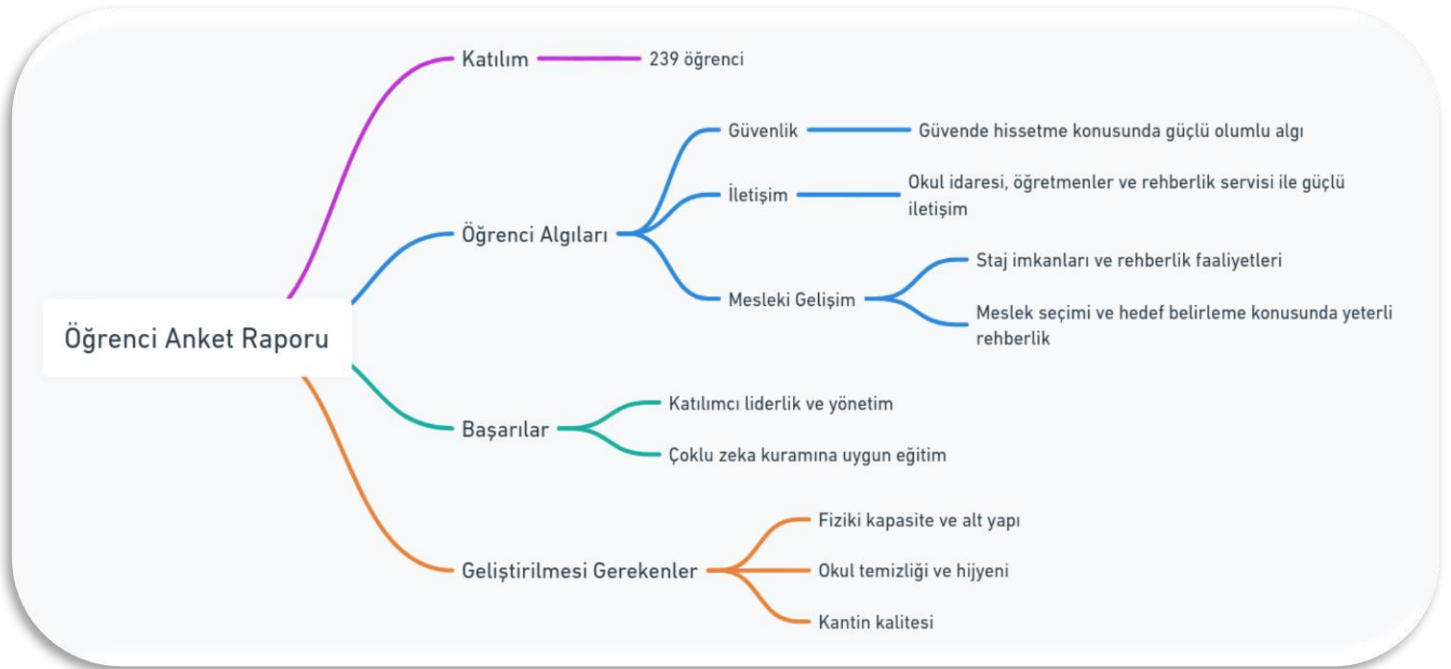 Öğrenci Anket Raporu
Katılım
239 öğrenci
Öğrenci Algıları
Güvenlik
Güvende hissetme konusunda güçlü olumlu algı
İletişim
Okul idaresi, öğretmenler ve rehberlik servisi ile güçlü
iletişim
Mesleki Gelişim
Staj imkanları ve rehberlik faaliyetleri
Meslek seçimi ve hedef belirleme konusunda yeterli
rehberlik
Başarılar
Katılımcı liderlik ve yönetim
Çoklu zeka kuramına uygun eğitim
Geliştirilmesi Gerekenler
Fiziki kapasite ve alt yapı
Okul temizliği ve hijyeni
Kantin kalitesi